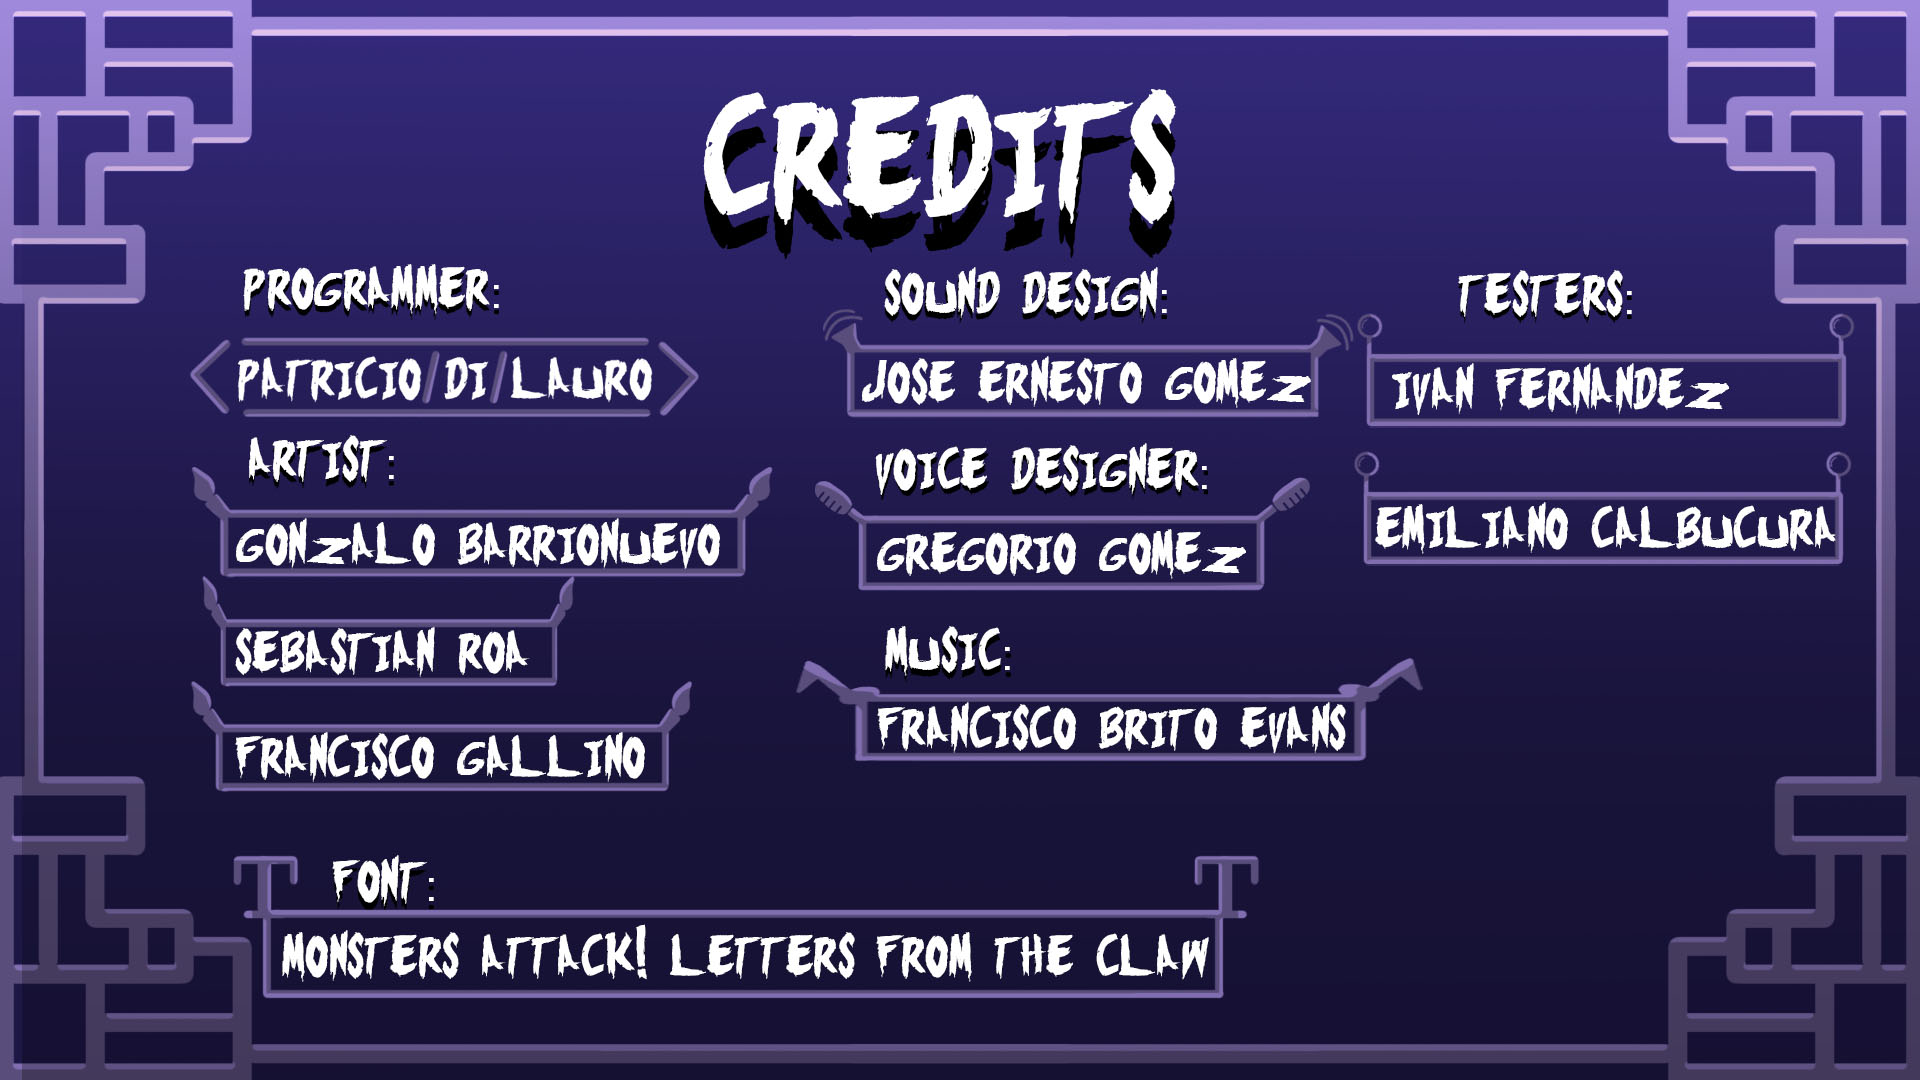 CREDITS
PROGRAMMER:
PATRICIO/DI/LAURO
ARTIST:
GONZALO BARRIONUEVO
SEBASTIAN ROA
FRANCISCO GALLINO
SOUND DESIGN:
JOSE ERNESTO GOMEZ
VOICE DESIGNER:
GREGORIO GOMEZ
MUSIC:
FRANCISCO BRITO EVANS
TESTERS:
IVAN FERNANDEZ
EMILIANO CALBUCURA
FONT:
MONSTERS ATTACK! LETTERS FROM THE CLAW